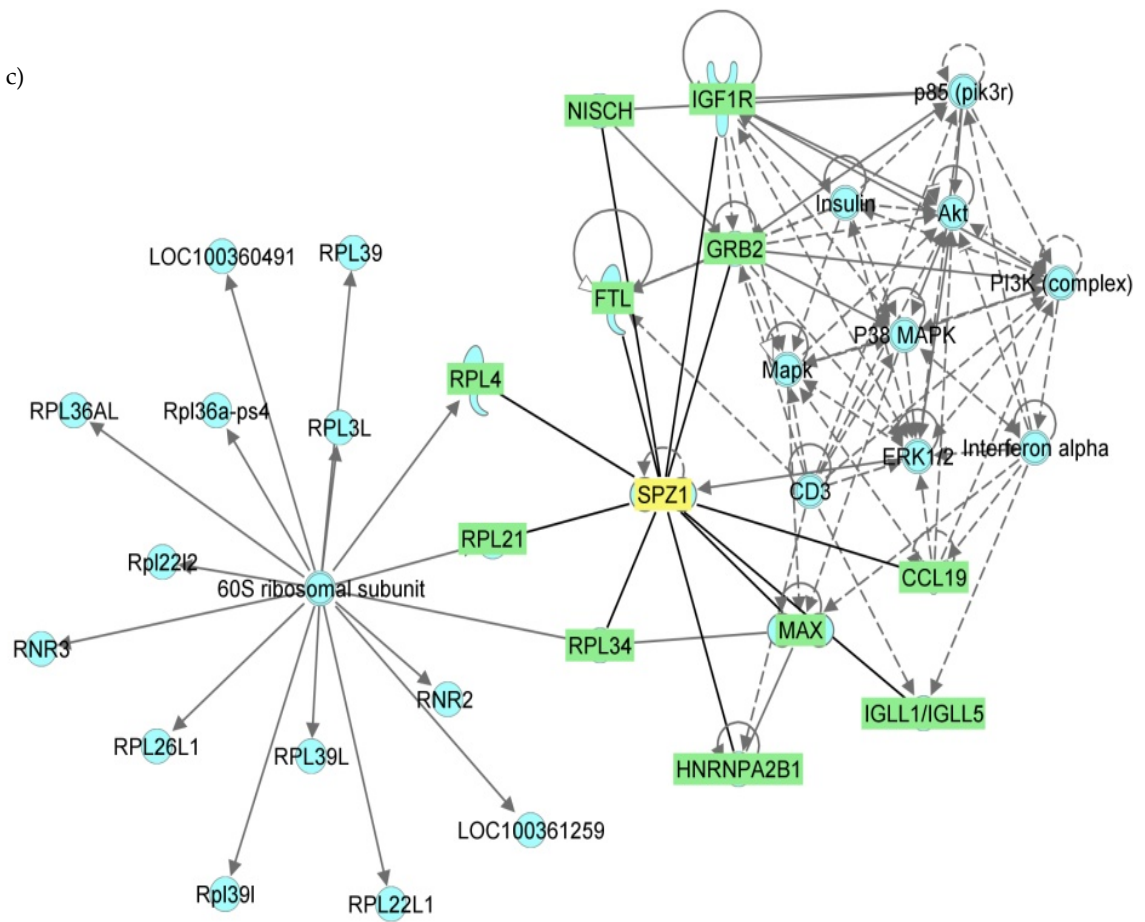 c)
IGF1R
p85 (pik3r)
NISCH
Insulin
Akt
GRB2
LOC100360491
RPL39
PI3K (complex)
FTL
P38 MAPK
Mapk
RPL4
RPL36AL
Rpl36a-ps4
RPL3L
ERK1/2
Interferon alpha
SPZ1
CD3
RPL21
Rpl22l2
60S ribosomal subunit
CCL19
RNR3
RPL34
MAX
RNR2
IGLL1/IGLL5
RPL26L1
RPL39L
HNRNPA2B1
LOC100361259
Rpl39l
RPL22L1